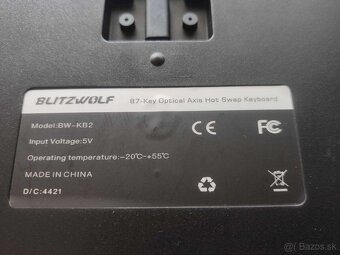 BLITZWOLF 87-Key Optical Axis Hot Swap Keyboard
Model:BW-KB2
Input Voltage:5V
Operating temperature:-20℃-+55℃
MADE IN CHINA
D/C:4421
CE FC
© Bazos.sk